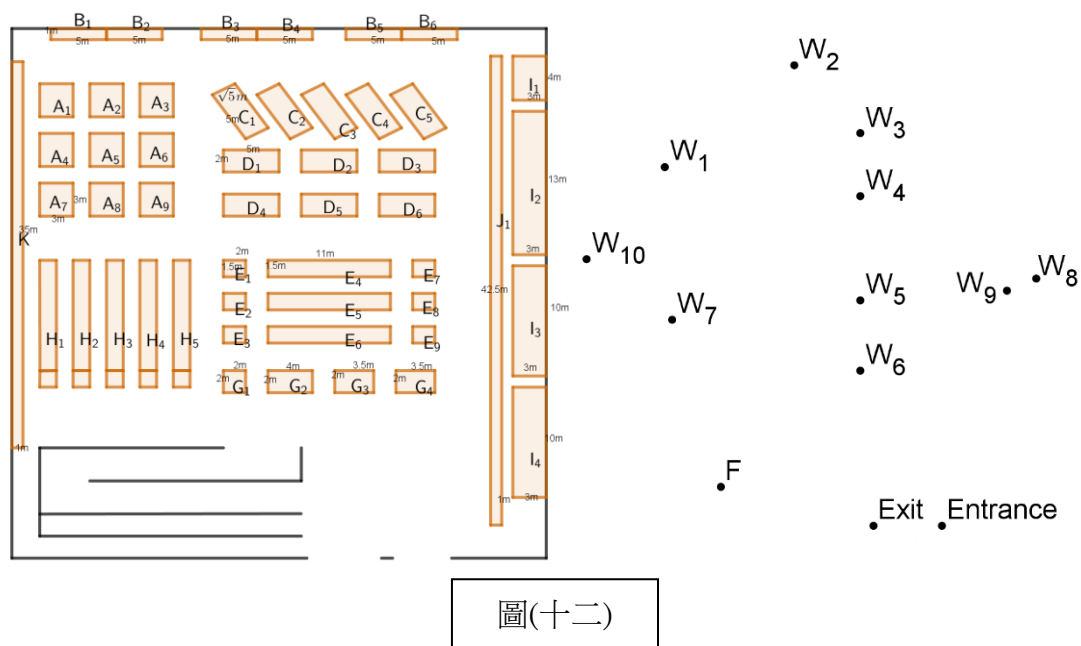 B₁ B₂ B₃ B₄ B₅ B₆
1m 5m 5m 5m 5m 5m 5m
A₁ A₂ A₃
√5m
5m
C₁ C₂ C₃ C₄ C₅
I₁
4m
3m
A₄ A₅ A₆
2m
5m
D₁ D₂ D₃
A₇ A₈ A₉
3m
3m
D₄ D₅ D₆
J₁
I₂
13m
3m
K
35m
2m
11m
1.5m
1.5m
E₁ E₄ E₇
E₂ E₅ E₈
42.5m
I₃
10m
H₁ H₂ H₃ H₄ H₅
E₃ E₆ E₉
2m 4m 3.5m 3.5m
3m
2m 2m 2m 2m
G₁ G₂ G₃ G₄
1m
I₄
10m
1m
3m
W₂
W₃
W₁
W₄
W₁₀
W₅ W₉ W₈
W₇
W₆
F
Exit Entrance
圖(十二)